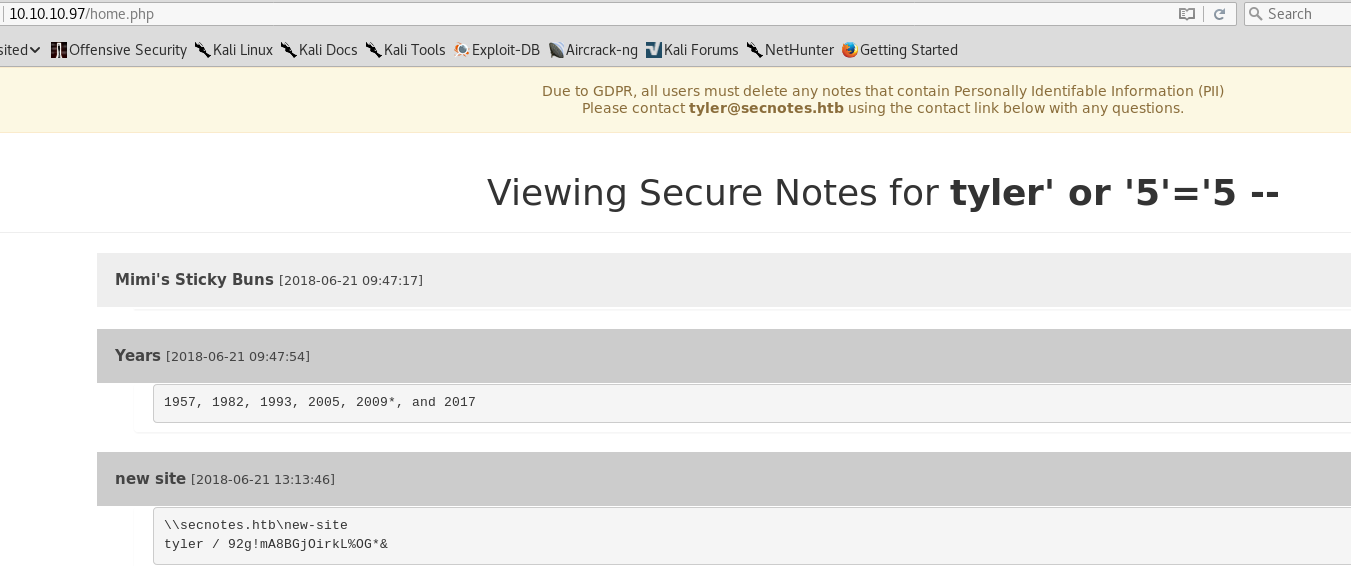 10.10.10.97/home.php Search
sited Offensive Security Kali Linux Kali Docs Kali Tools Exploit-DB Aircrack-ng Kali Forums NetHunter Getting Started
Due to GDPR, all users must delete any notes that contain Personally Identifable Information (PII)
Please contact tyler@secnotes.htb using the contact link below with any questions.
Viewing Secure Notes for tyler' or '5'='5 --
Mimi's Sticky Buns [2018-06-21 09:47:17]
Years [2018-06-21 09:47:54]
1957, 1982, 1993, 2005, 2009*, and 2017
new site [2018-06-21 13:13:46]
\\secnotes.htb\new-site
tyler / 92g!mA8BGjOirkL%OG*&